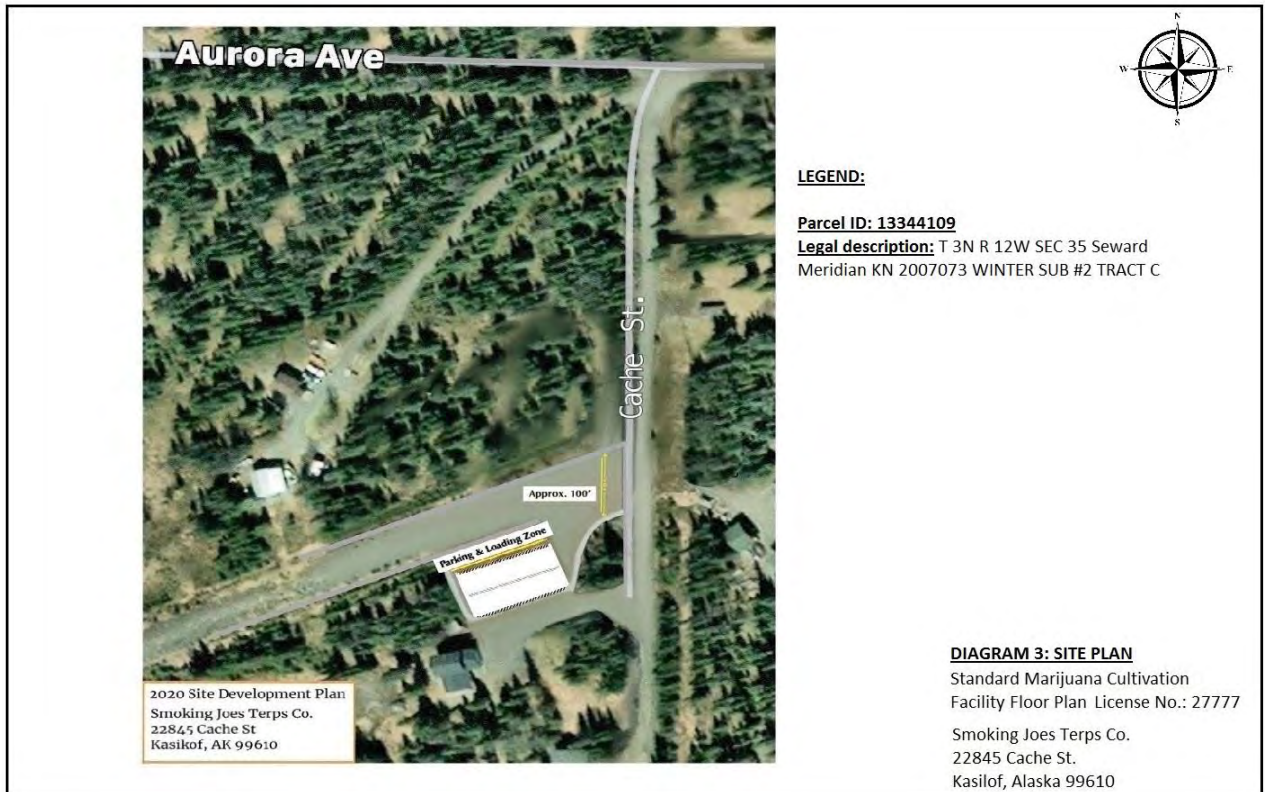 Aurora Ave
N
W
E
S
LEGEND:
Parcel ID: 13344109
Legal description: T 3N R 12W SEC 35 Seward
Meridian KN 2007073 WINTER SUB #2 TRACT C
Cache St.
Approx. 100'
Parking & Loading Zone
2020 Site Development Plan
Smoking Joes Terps Co.
22845 Cache St
Kasikof, AK 99610
DIAGRAM 3: SITE PLAN
Standard Marijuana Cultivation
Facility Floor Plan License No.: 27777
Smoking Joes Terps Co.
22845 Cache St.
Kasilof, Alaska 99610